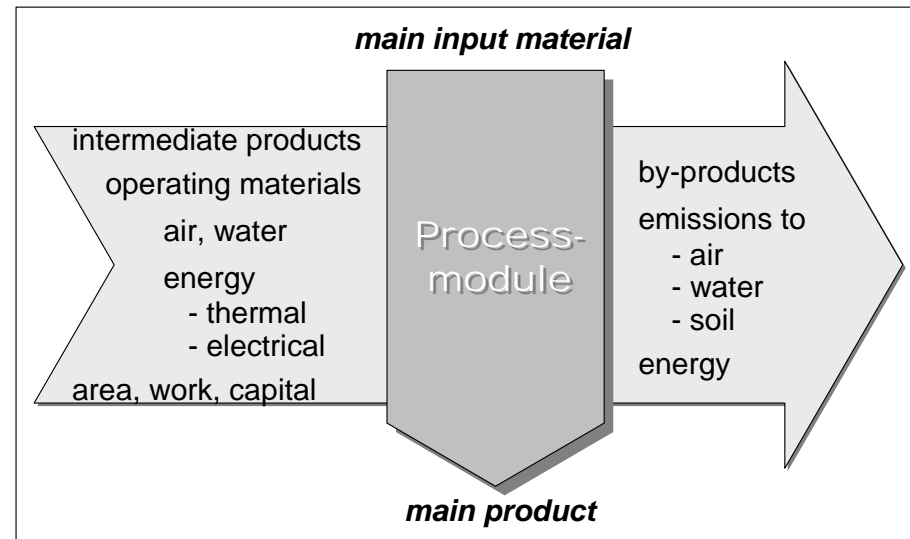 main input material
intermediate products
operating materials
air, water
energy
- thermal
- electrical
area, work, capital
Process-
module
by-products
emissions to
- air
- water
- soil
energy
main product